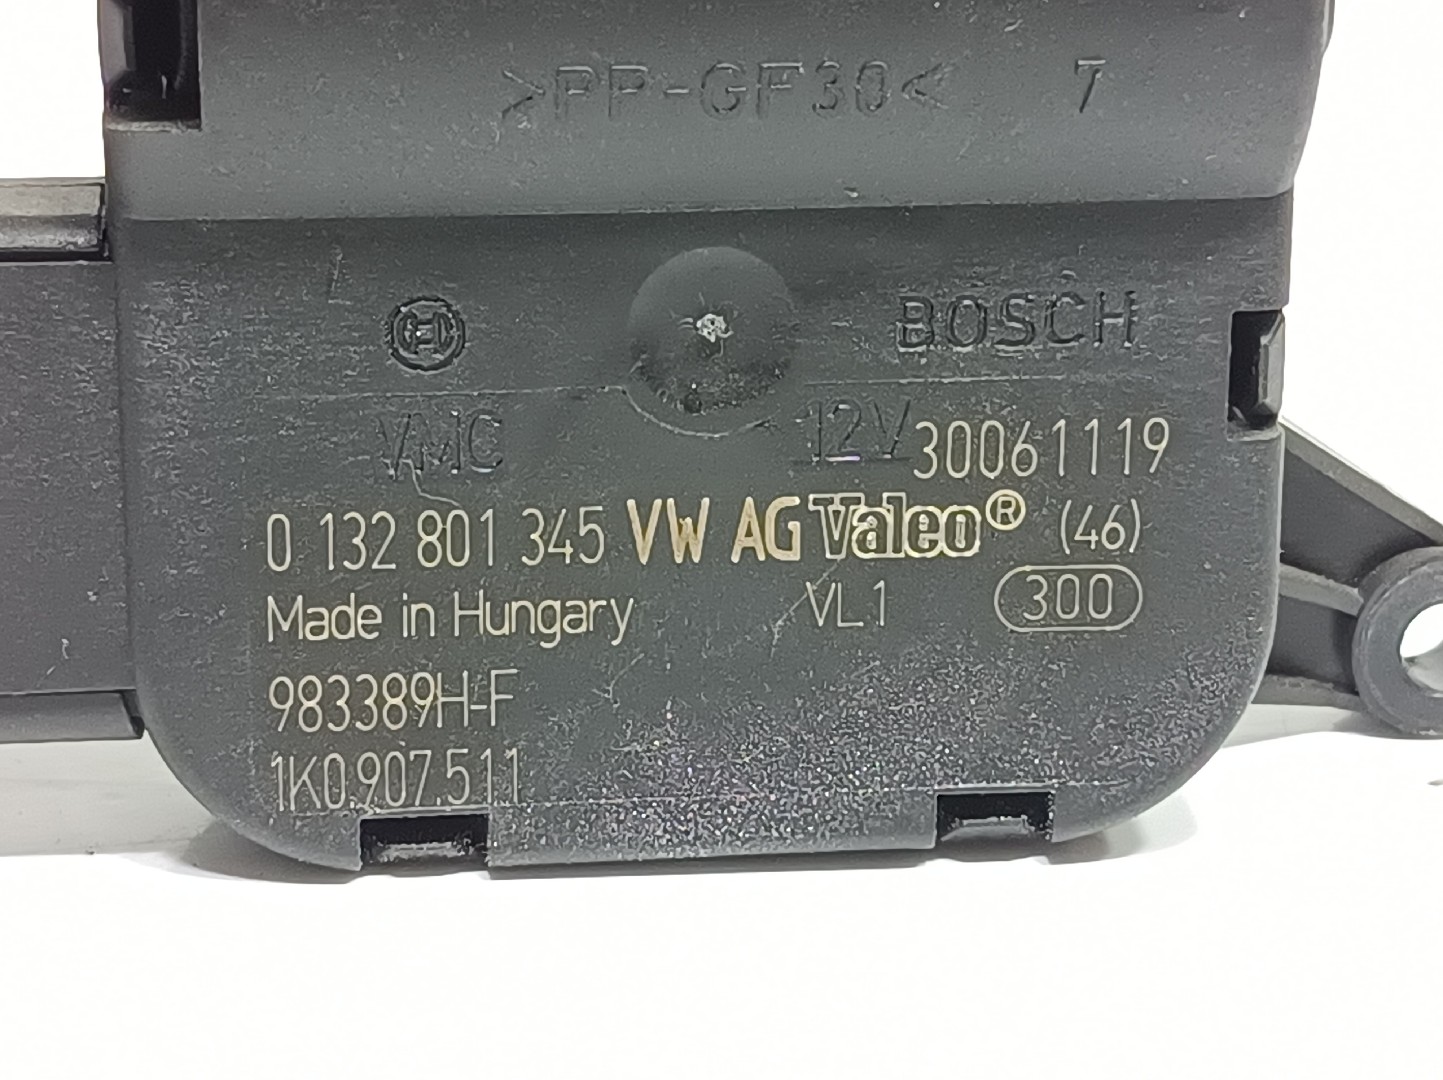 >PP-GF30< 7
H BOSCH
VMC 12V 30061119
0 132 801 345 VW AG Valeo® (46)
Made in Hungary VL1 300
983389H-F
1K0.907.511